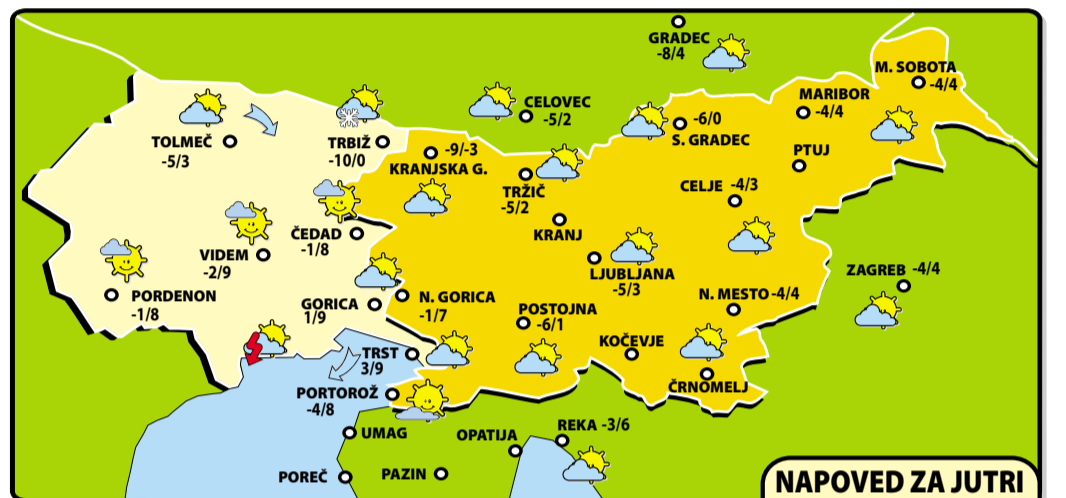 GRADEC
-8/4
M. SOBOTA
-4/4
MARIBOR
-4/4
CELOVEC
-5/2
-6/0
S. GRADEC
TOLMEČ
-5/3
TRBIŽ
-10/0
-9/-3
KRANJSKA G.
PTUJ
TRŽIČ
-5/2
CELJE -4/3
KRANJ
ČEDAD
-1/8
VIDEM
-2/9
LJUBLJANA
-5/3
ZAGREB -4/4
PORDENON
-1/8
GORICA
1/9
N. GORICA
-1/7
N. MESTO -4/4
POSTOJNA
-6/1
KOČEVJE
TRST
3/9
ČRNOMELJ
PORTOROŽ
-4/8
UMAG
OPATIJA
REKA -3/6
POREČ
PAZIN
NAPOVED ZA JUTRI